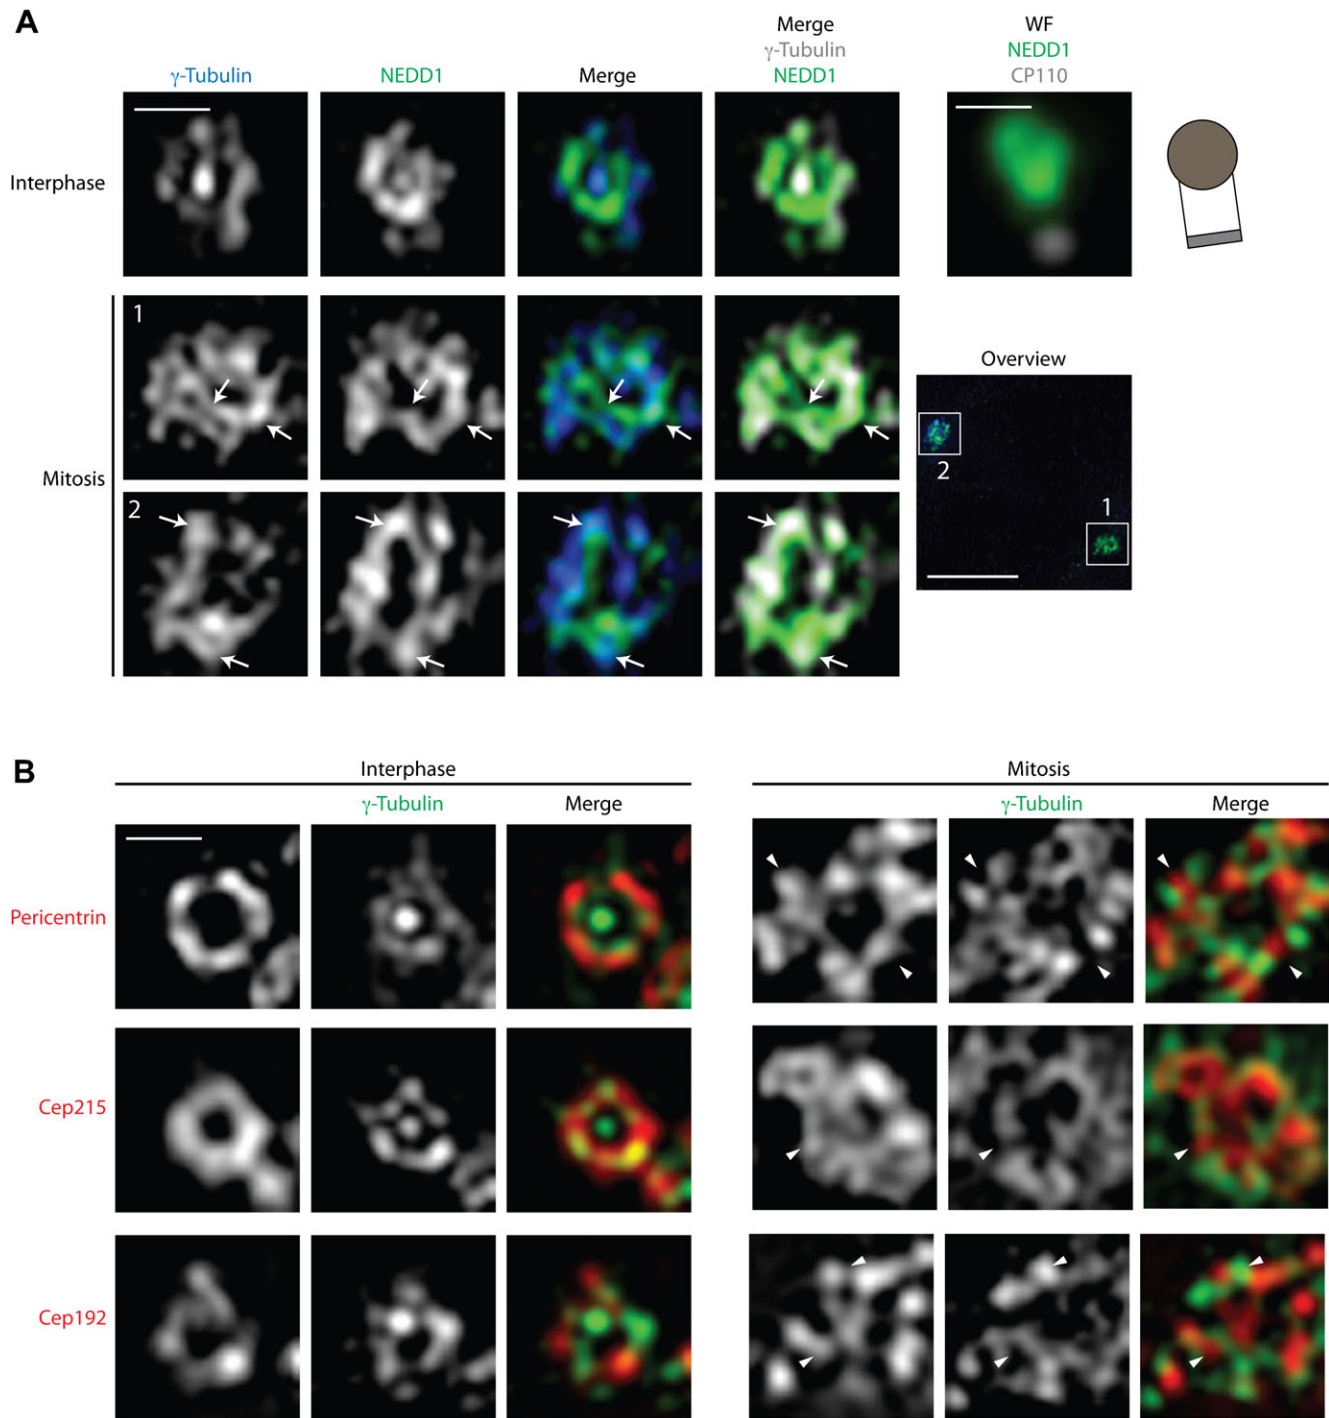 A
γ-Tubulin
NEDD1
Merge
Merge
γ-Tubulin
NEDD1
WF
NEDD1
CP110
Interphase
Mitosis
1
2
Overview
2
1
B
Interphase
Mitosis
γ-Tubulin
Merge
γ-Tubulin
Merge
Pericentrin
Cep215
Cep192